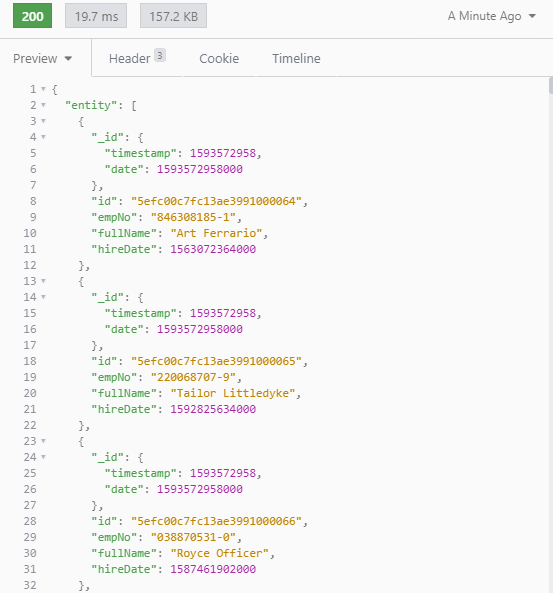 200 19.7 ms 157.2 KB A Minute Ago
Preview Header 3 Cookie Timeline
1 {
2 "entity": [
3 {
4 "_id": {
5 "timestamp": 1593572958,
6 "date": 1593572958000
7 },
8 "id": "5efc00c7fc13ae3991000064",
9 "empNo": "846308185-1",
10 "fullName": "Art Ferrario",
11 "hireDate": 1563072364000
12 },
13 {
14 "_id": {
15 "timestamp": 1593572958,
16 "date": 1593572958000
17 },
18 "id": "5efc00c7fc13ae3991000065",
19 "empNo": "220068707-9",
20 "fullName": "Tailor Littledyke",
21 "hireDate": 1592825634000
22 },
23 {
24 "_id": {
25 "timestamp": 1593572958,
26 "date": 1593572958000
27 },
28 "id": "5efc00c7fc13ae3991000066",
29 "empNo": "038870531-0",
30 "fullName": "Royce Officer",
31 "hireDate": 1587461902000
32 },